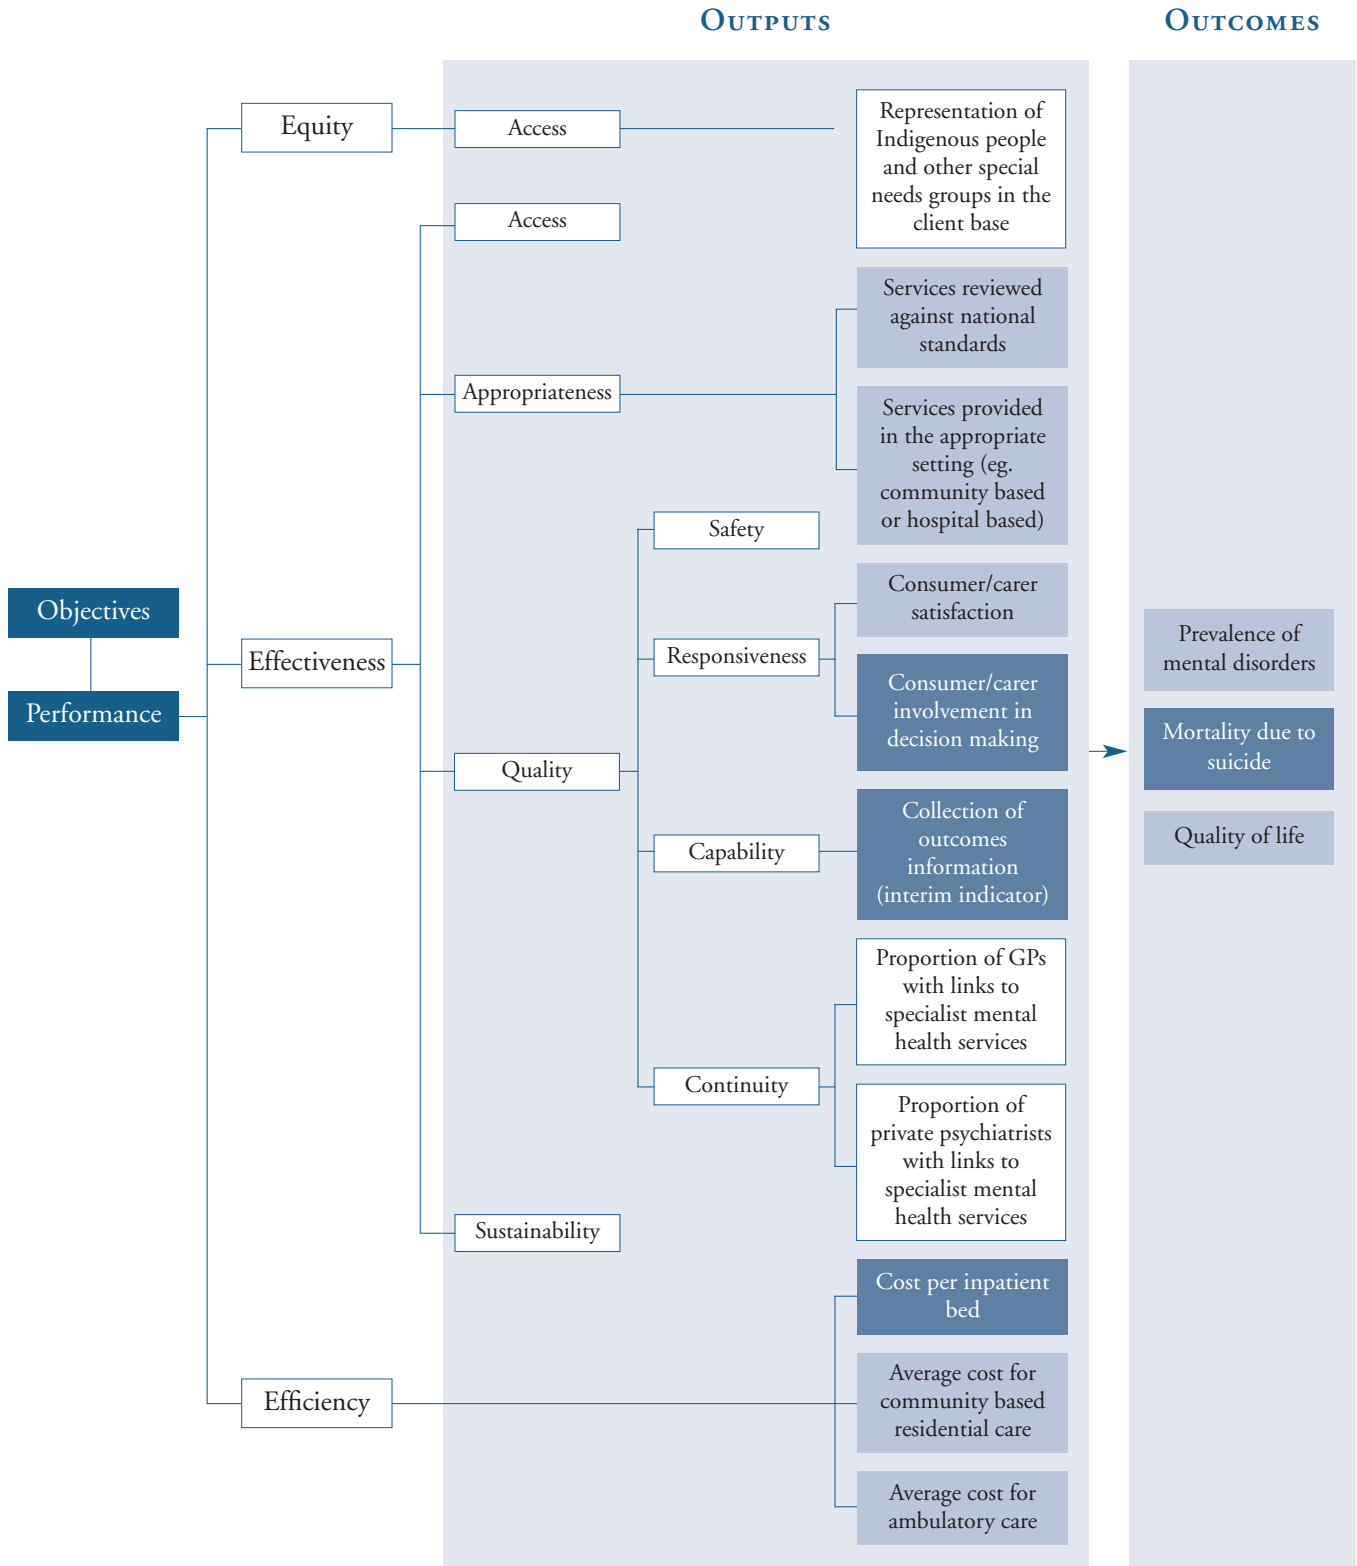 OUTPUTS
OUTCOMES
Equity
Access
Representation of
Indigenous people
and other special
needs groups in the
client base
Access
Services reviewed
against national
standards
Appropriateness
Services provided
in the appropriate
setting (eg.
community based
or hospital based)
Safety
Consumer/carer
satisfaction
Objectives
Performance
Effectiveness
Responsiveness
Consumer/carer
involvement in
decision making
Quality
Capability
Collection of
outcomes
information
(interim indicator)
Proportion of GPs
with links to
specialist mental
health services
Continuity
Proportion of
private psychiatrists
with links to
specialist mental
health services
Sustainability
Cost per inpatient
bed
Efficiency
Average cost for
community based
residential care
Average cost for
ambulatory care
Prevalence of
mental disorders
Mortality due to
suicide
Quality of life